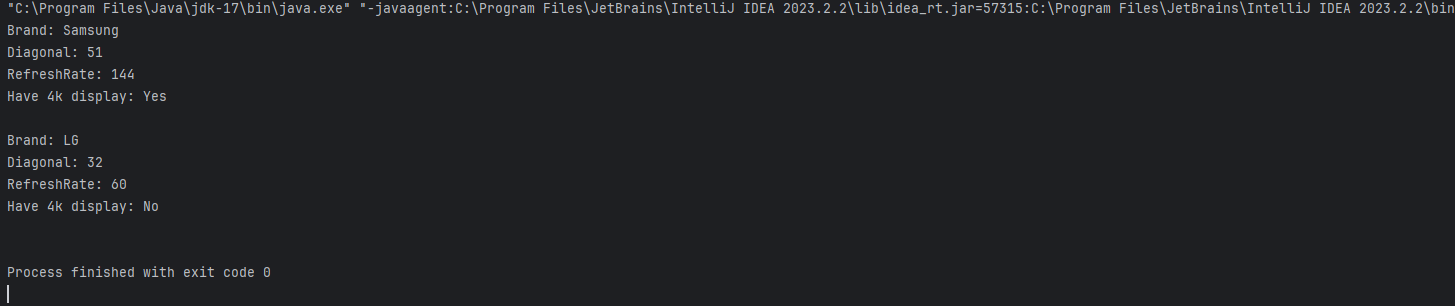 "C:\Program Files\Java\jdk-17\bin\java.exe" "-javaagent:C:\Program Files\JetBrains\IntelliJ IDEA 2023.2.2\lib\idea_rt.jar=57315:C:\Program Files\JetBrains\IntelliJ IDEA 2023.2.2\bin
Brand: Samsung
Diagonal: 51
RefreshRate: 144
Have 4k display: Yes
Brand: LG
Diagonal: 32
RefreshRate: 60
Have 4k display: No
Process finished with exit code 0